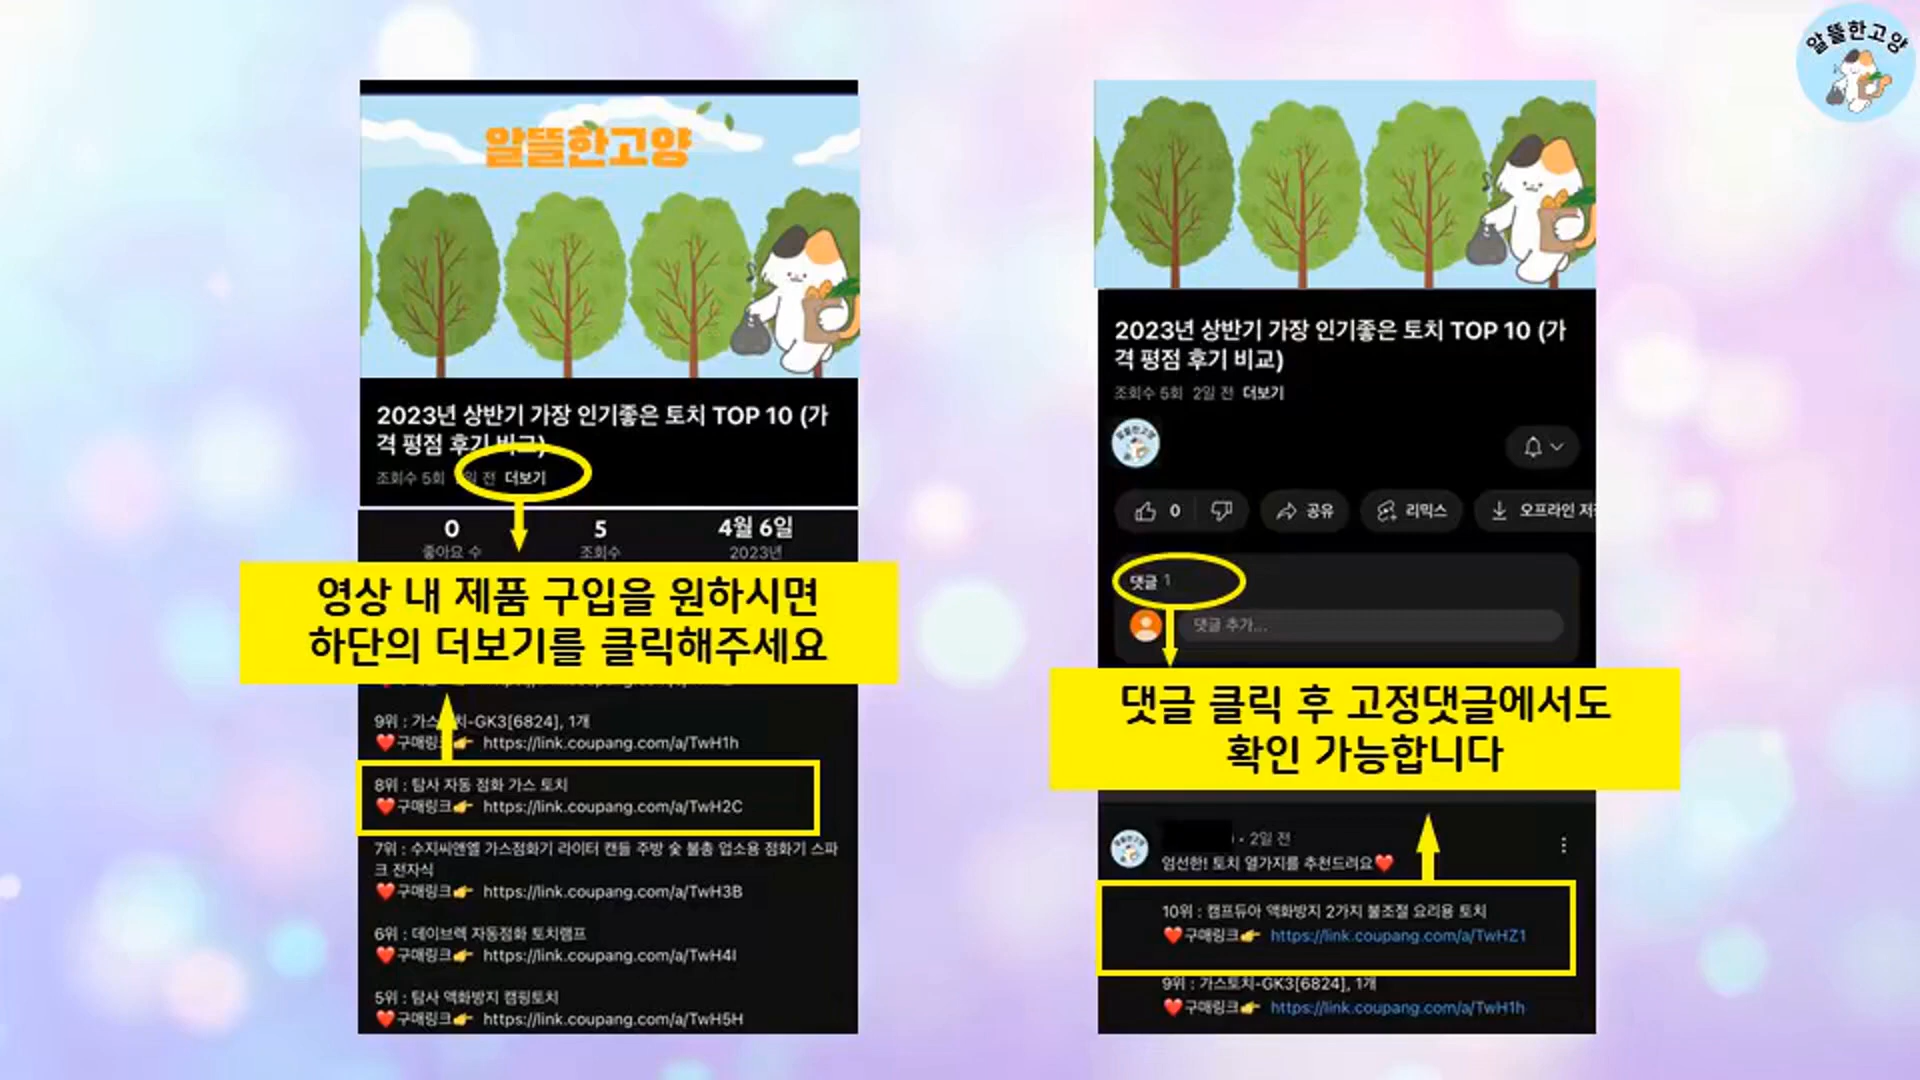 알뜰한고양
알뜰한고양
2023년 상반기 가장 인기좋은 토치 TOP 10 (가
격 평점 후기 비교)
조회수 5회 일 전 더보기
0 5 4월 6일
좋아요 수 조회수 2023년
영상 내 제품 구입을 원하시면
하단의 더보기를 클릭해주세요
9위 : 가스 치-GK3[6824], 1개
❤️구매링크👉 https://link.coupang.com/a/TwH1h
8위 : 탐사 자동 점화 가스 토치
❤️구매링크👉 https://link.coupang.com/a/TwH2C
7위 : 수지씨앤엘 가스점화기 라이터 캔들 주방 숯 불총 업소용 점화기 스파
크 전자식
❤️구매링크👉 https://link.coupang.com/a/TwH3B
6위 : 데이브렉 자동점화 토치램프
❤️구매링크👉 https://link.coupang.com/a/TwH4I
5위 : 탐사 액화방지 캠핑토치
❤️구매링크👉 https://link.coupang.com/a/TwH5H
2023년 상반기 가장 인기좋은 토치 TOP 10 (가
격 평점 후기 비교)
조회수 5회 2일 전 더보기
알뜰한고양
0 공유 리믹스 오프라인 저
댓글 1
댓글 추가...
댓글 클릭 후 고정댓글에서도
확인 가능합니다
• 2일 전
엄선한! 토치 열가지를 추천드려요❤️
10위 : 캠프듀아 액화방지 2가지 불조절 요리용 토치
❤️구매링크👉 https://link.coupang.com/a/TwHZ1
9위 : 가스토치-GK3[6824], 1개
❤️구매링크👉 https://link.coupang.com/a/TwH1h